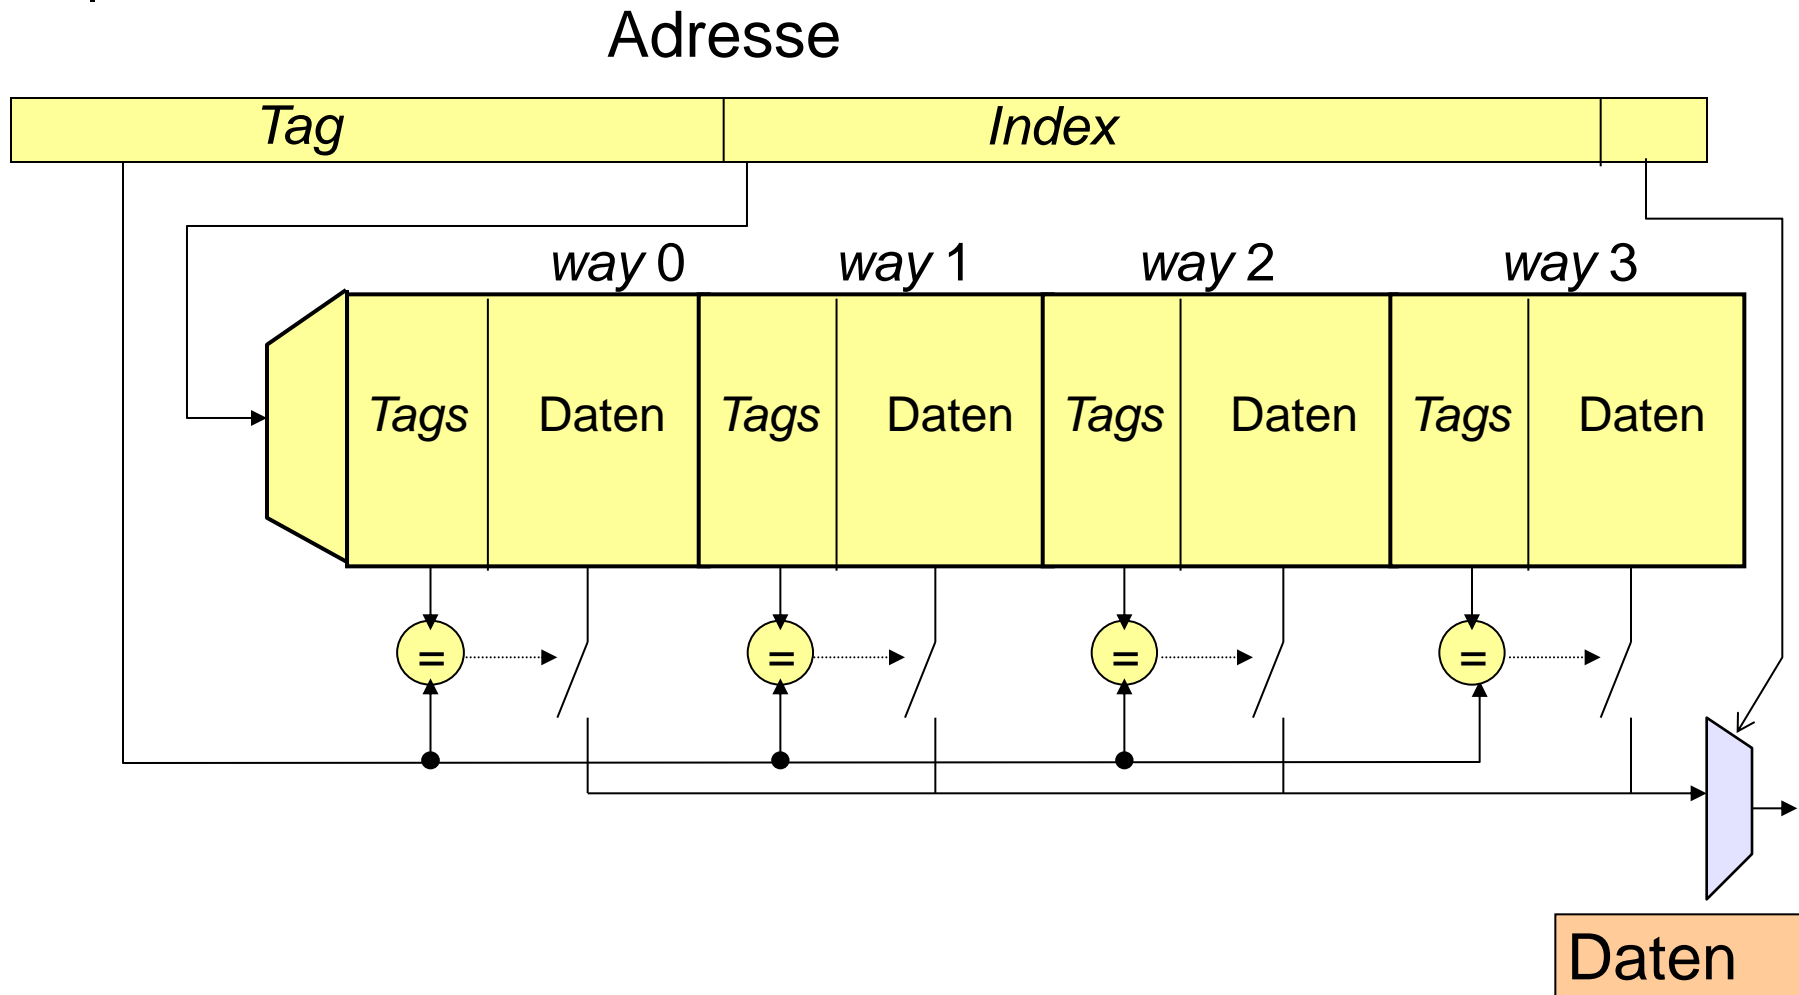 Adresse
Tag Index
way 0 way 1 way 2 way 3
Tags Daten Tags Daten Tags Daten Tags Daten
= = = =
Daten